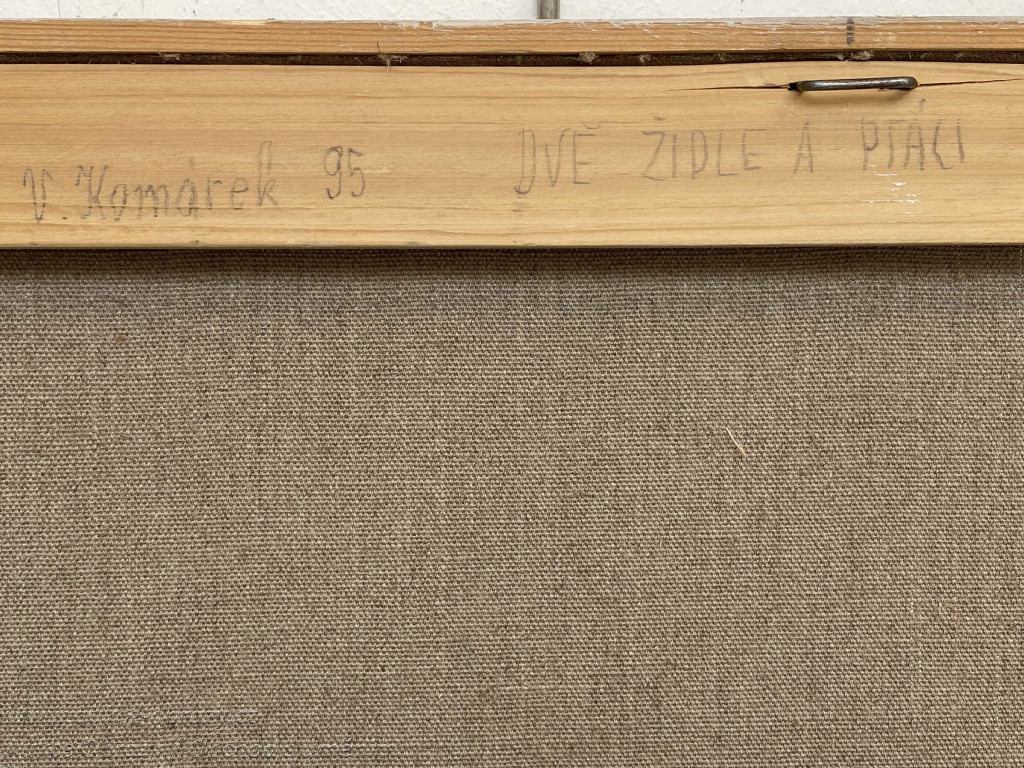 V. Komárek 95 DVĚ ŽIDLE A PTÁCI